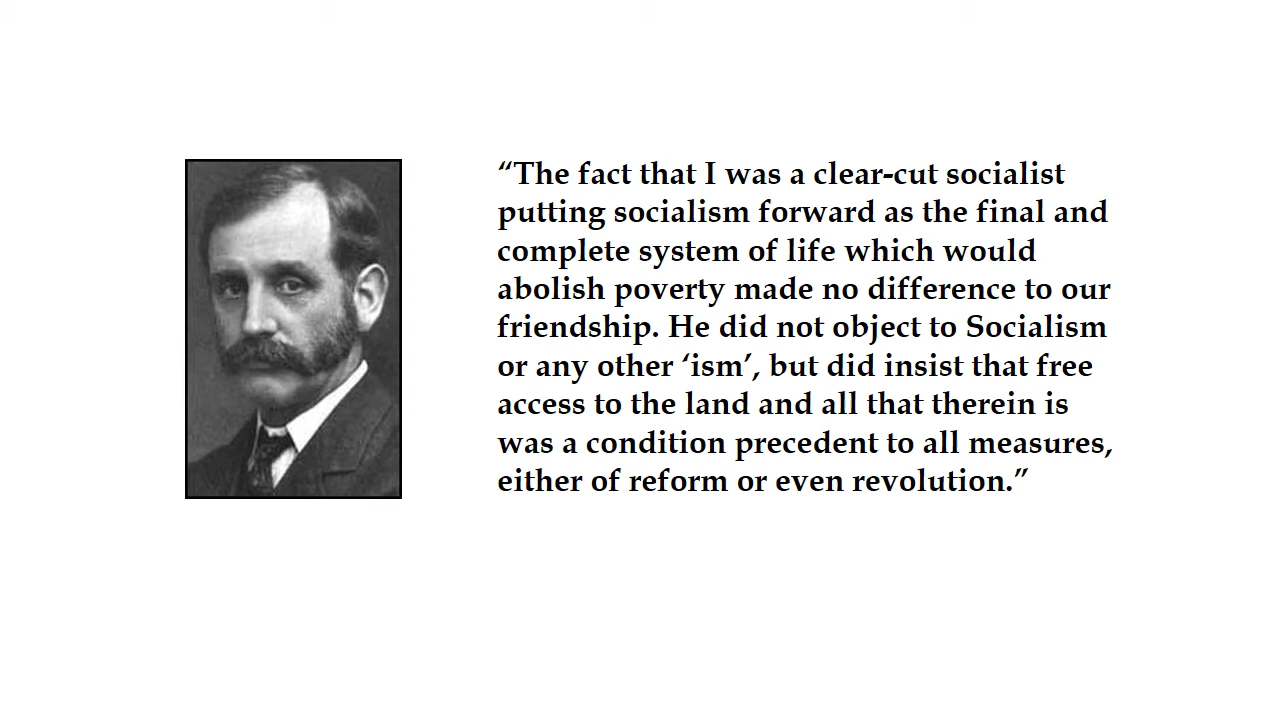 “The fact that I was a clear-cut socialist
putting socialism forward as the final and
complete system of life which would
abolish poverty made no difference to our
friendship. He did not object to Socialism
or any other ‘ism’, but did insist that free
access to the land and all that therein is
was a condition precedent to all measures,
either of reform or even revolution.”